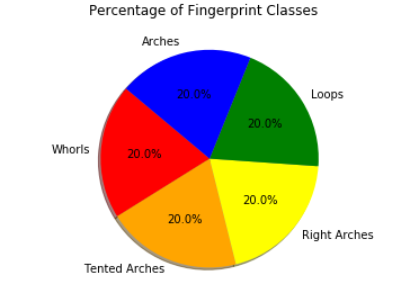 Percentage of Fingerprint Classes
Arches
20.0%
Loops
20.0%
Whorls
20.0%
20.0%
Right Arches
20.0%
Tented Arches